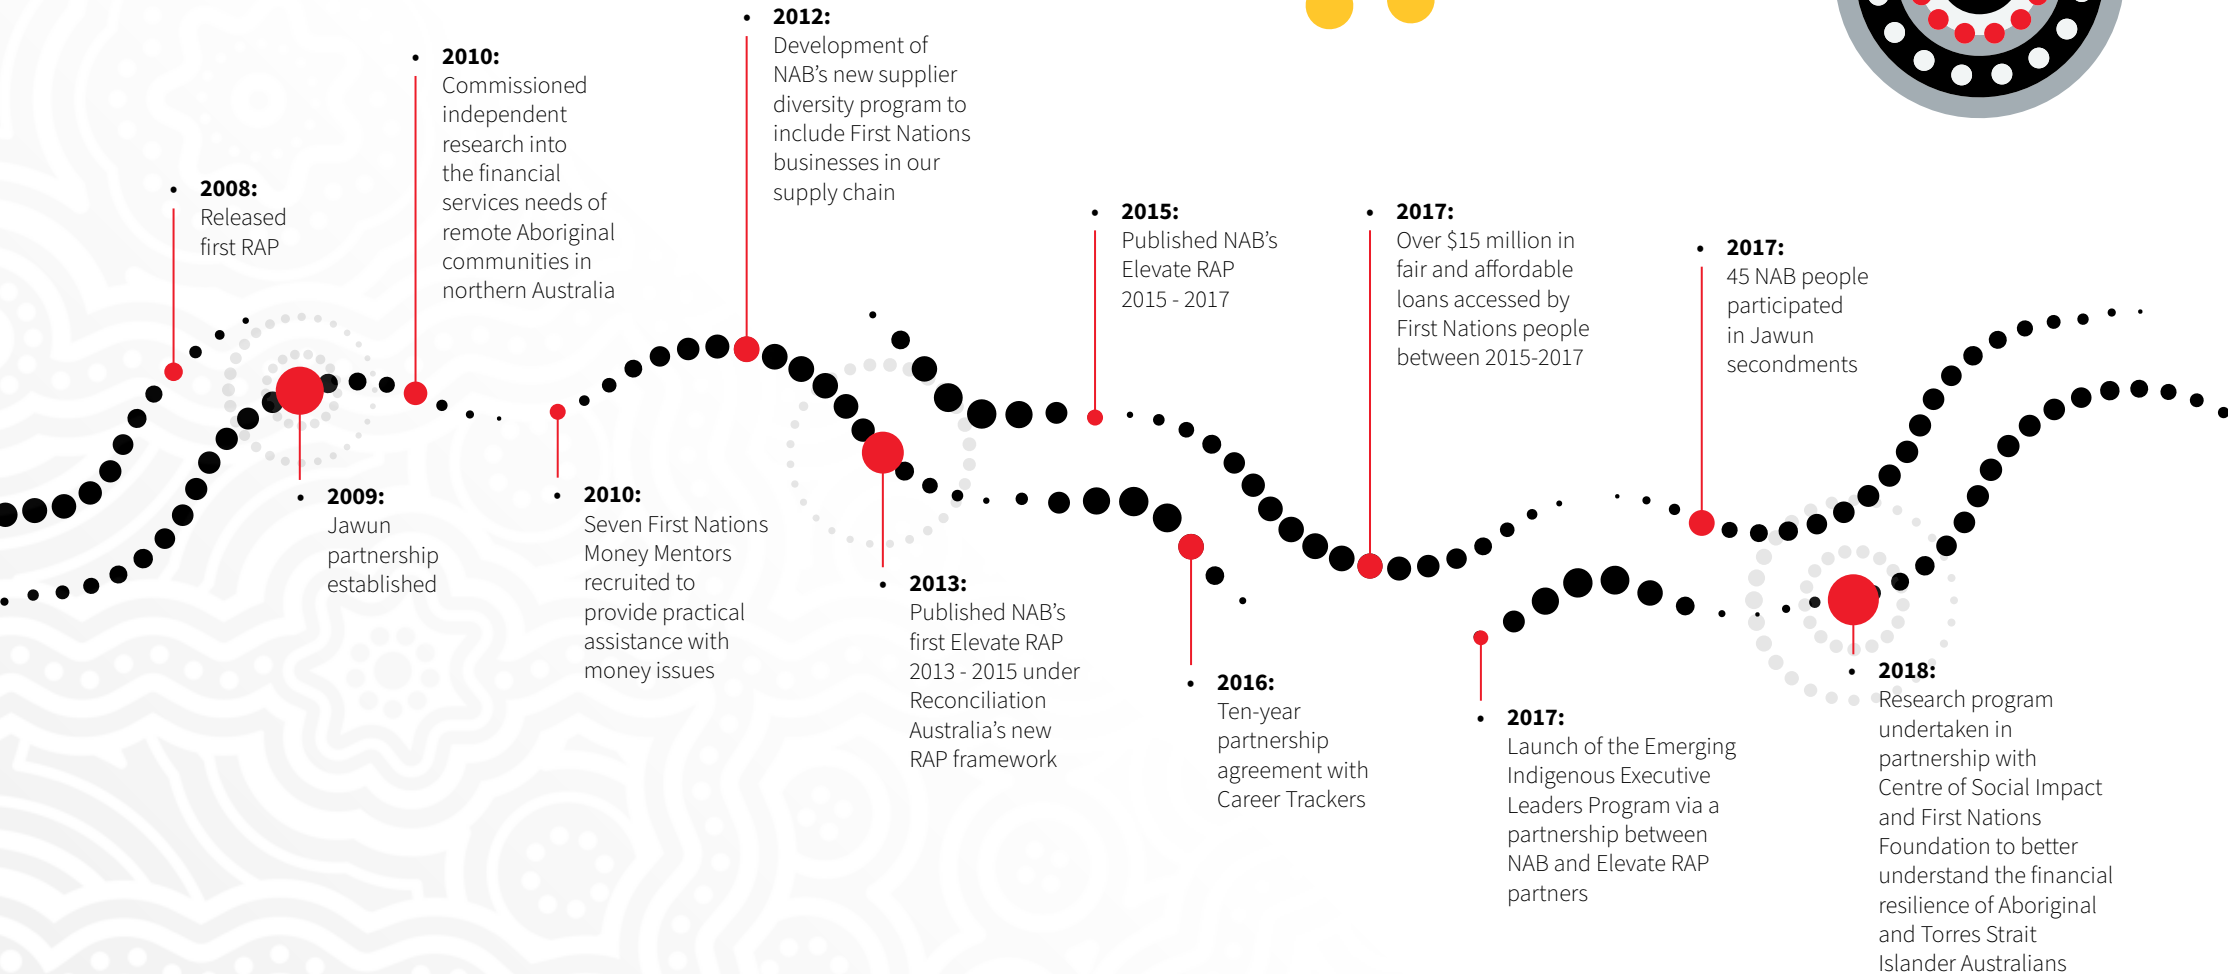 • 2008:
Released
first RAP
• 2009:
Jawun
partnership
established
• 2010:
Commissioned
independent
research into
the financial
services needs of
remote Aboriginal
communities in
northern Australia
• 2010:
Seven First Nations
Money Mentors
recruited to
provide practical
assistance with
money issues
• 2012:
Development of
NAB’s new supplier
diversity program to
include First Nations
businesses in our
supply chain
• 2013:
Published NAB’s
first Elevate RAP
2013 - 2015 under
Reconciliation
Australia’s new
RAP framework
• 2015:
Published NAB’s
Elevate RAP
2015 - 2017
• 2016:
Ten-year
partnership
agreement with
Career Trackers
• 2017:
Over $15 million in
fair and affordable
loans accessed by
First Nations people
between 2015-2017
• 2017:
Launch of the Emerging
Indigenous Executive
Leaders Program via a
partnership between
NAB and Elevate RAP
partners
• 2017:
45 NAB people
participated
in Jawun
secondments
• 2018:
Research program
undertaken in
partnership with
Centre of Social Impact
and First Nations
Foundation to better
understand the financial
resilience of Aboriginal
and Torres Strait
Islander Australians